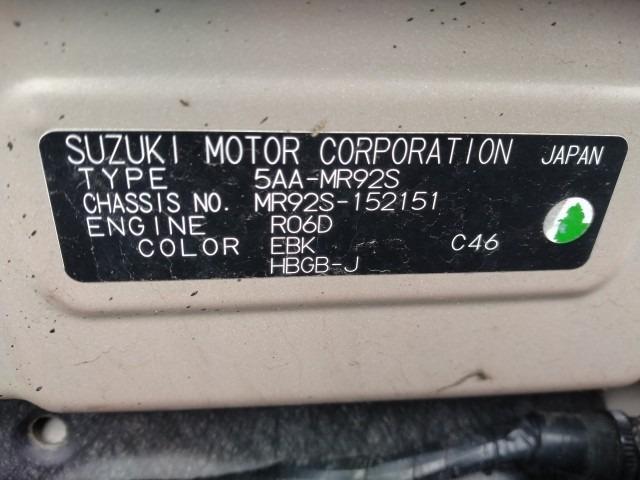 SUZUKI MOTOR CORPORATION JAPAN
TYPE 5AA-MR92S
CHASSIS NO. MR92S-152151
ENGINE R06D
COLOR EBK C46
HBGB-J